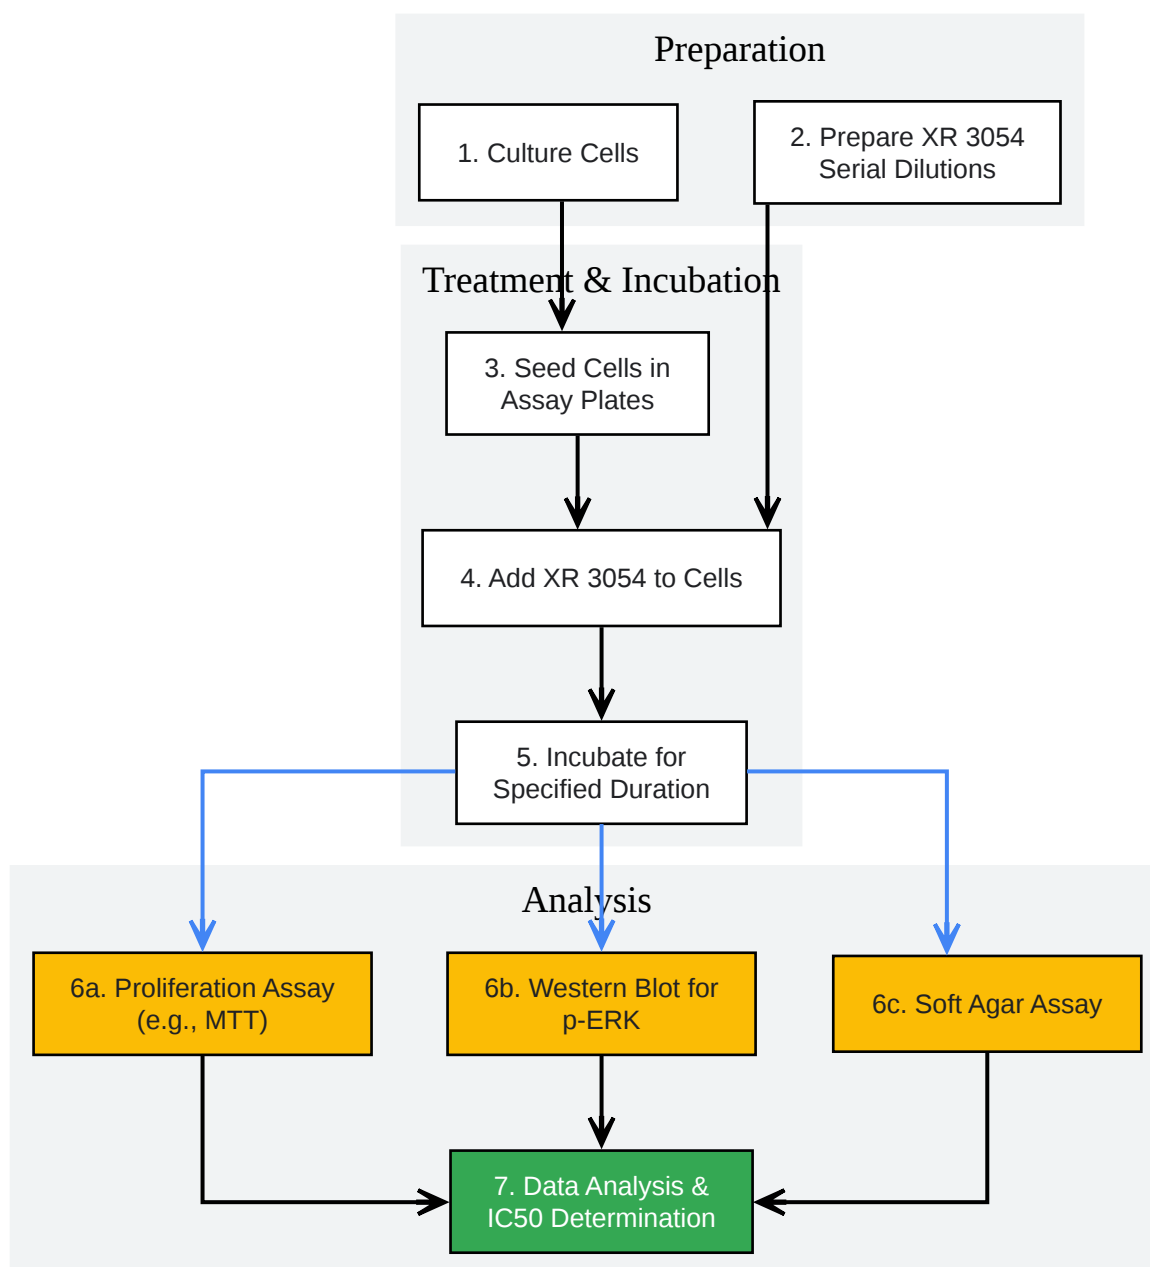 Preparation
1. Culture Cells
2. Prepare XR 3054
Serial Dilutions
Treatment & Incubation
3. Seed Cells in
Assay Plates
4. Add XR 3054 to Cells
5. Incubate for
Specified Duration
Analysis
6a. Proliferation Assay
(e.g., MTT)
6b. Western Blot for
p-ERK
6c. Soft Agar Assay
7. Data Analysis &
IC50 Determination